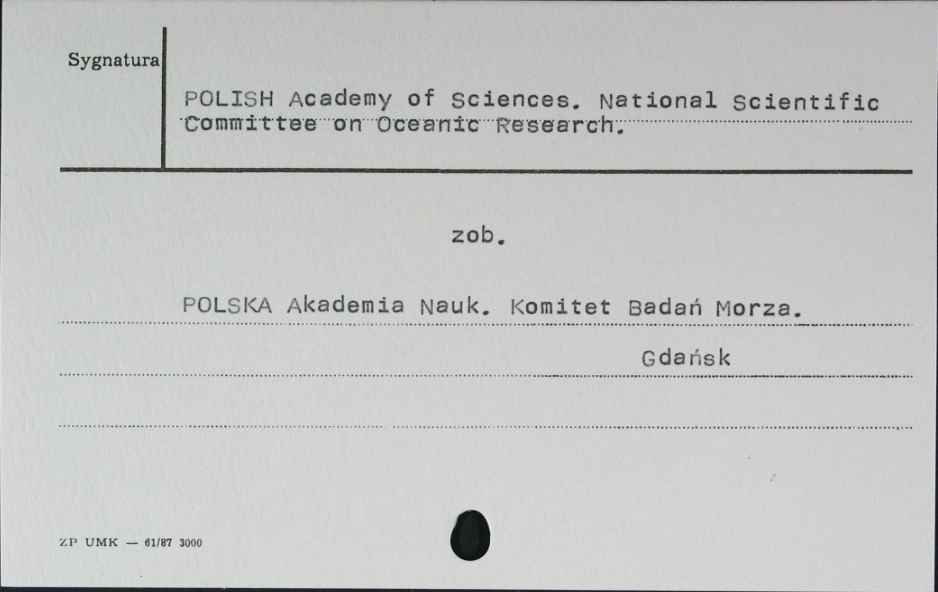 Sygnatura
POLISH Academy of Sciences. National Scientific
Committee on Oceanic Research.
zob.
POLSKA Akademia Nauk. Komitet Badań Morza.
Gdańsk
ZP UMK — 61/87 3000